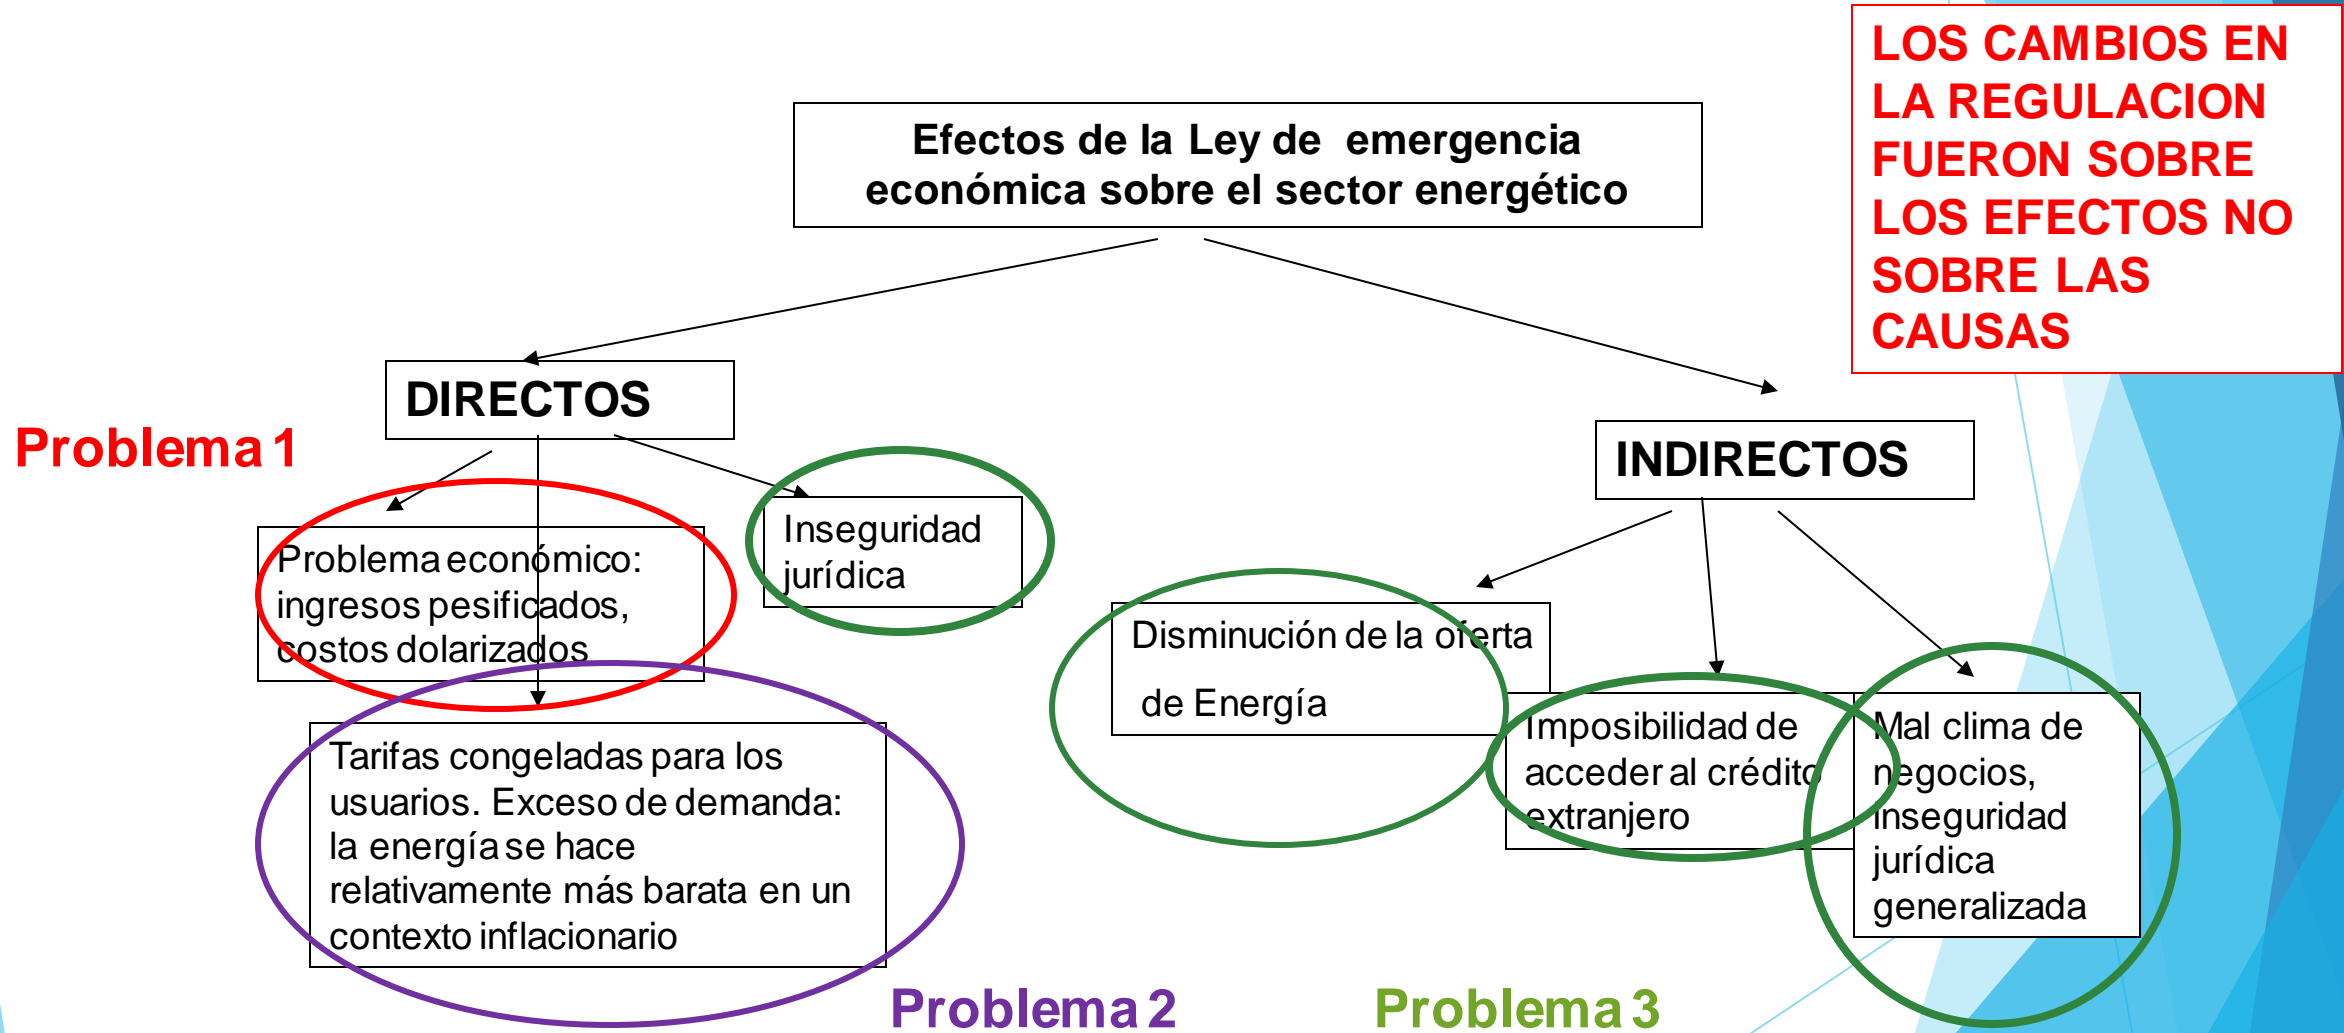 LOS CAMBIOS EN
LA REGULACION
FUERON SOBRE
LOS EFECTOS NO
SOBRE LAS
CAUSAS
Efectos de la Ley de emergencia
económica sobre el sector energético
DIRECTOS
INDIRECTOS
Problema 1
Problema económico:
ingresos pesificados,
costos dolarizados
Inseguridad
jurídica
Tarifas congeladas para los
usuarios. Exceso de demanda:
la energía se hace
relativamente más barata en un
contexto inflacionario
Disminución de la oferta
de Energía
Imposibilidad de
acceder al crédito
extranjero
Mal clima de
negocios,
inseguridad
jurídica
generalizada
Problema 2
Problema 3